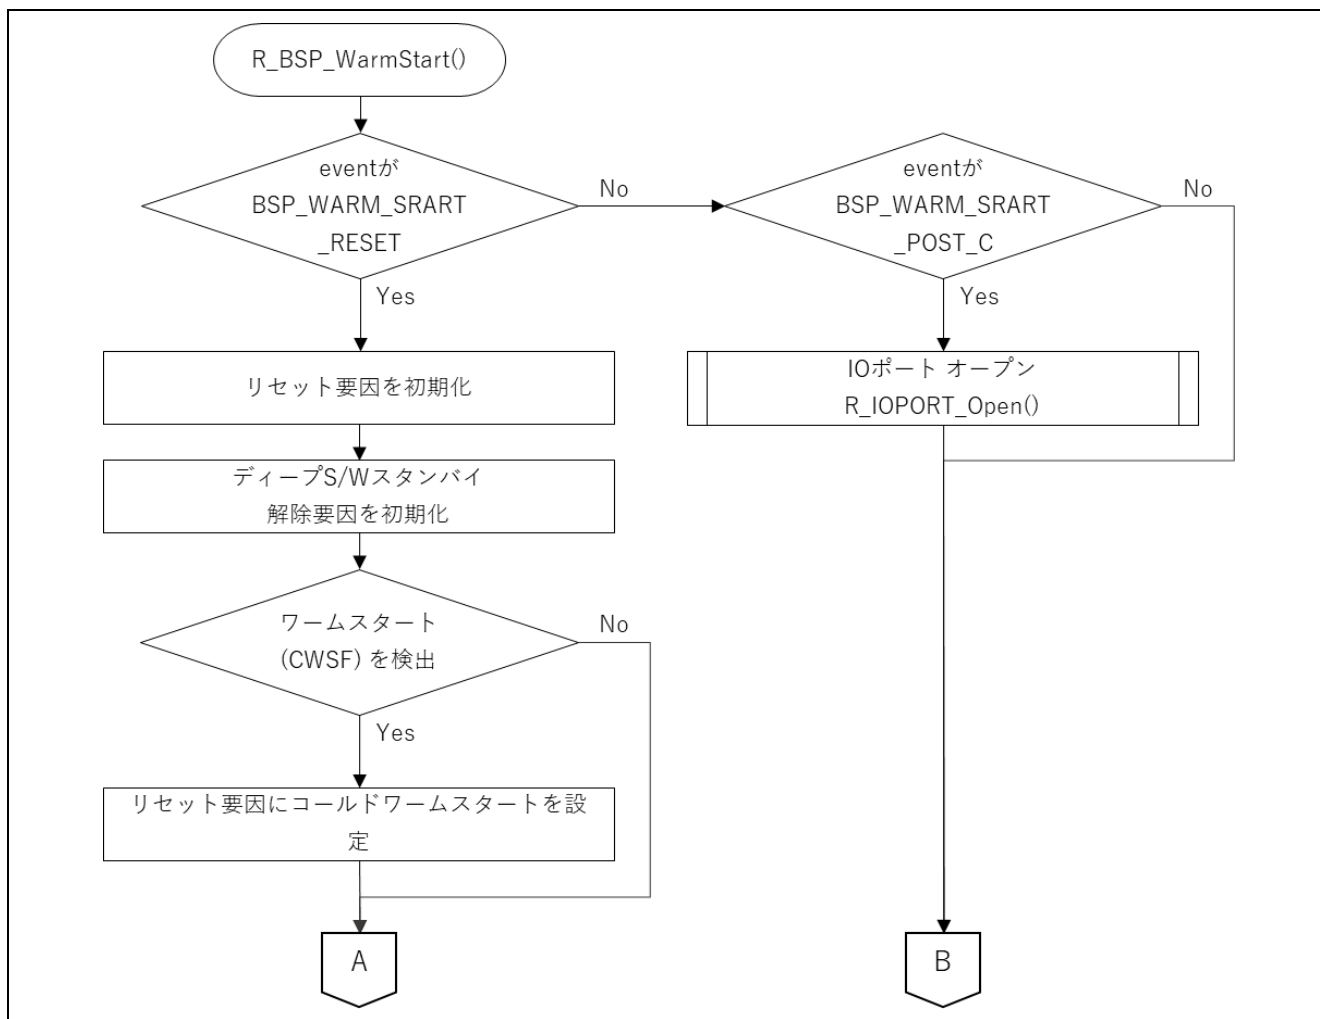 R_BSP_WarmStart()
eventが
BSP_WARM_SRART
_RESET
No
Yes
eventが
BSP_WARM_SRART
_POST_C
No
Yes
リセット要因を初期化
IOポート オープン
R_IOPORT_Open()
ディープS/Wスタンバイ
解除要因を初期化
ワームスタート
(CWSF) を検出
No
Yes
リセット要因にコールドワームスタートを設
定
A
B